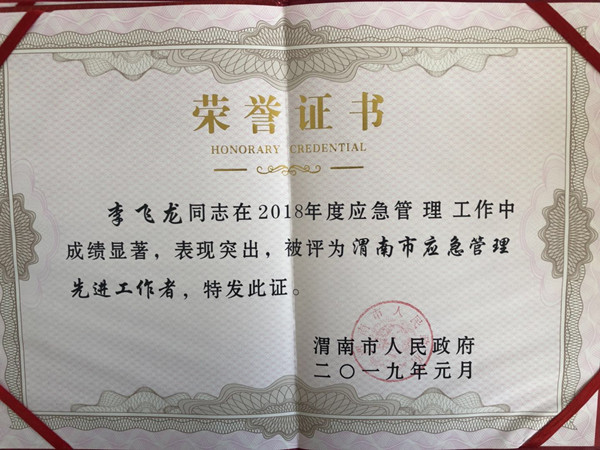 荣誉证书
HONORARY CREDENTIAL
李飞龙同志在2018年度应急管 理 工作中
成绩显著，表现突出，被评为渭南市应急管理
先进工作者，特发此证。
渭南市人民政府
二〇一九年元月